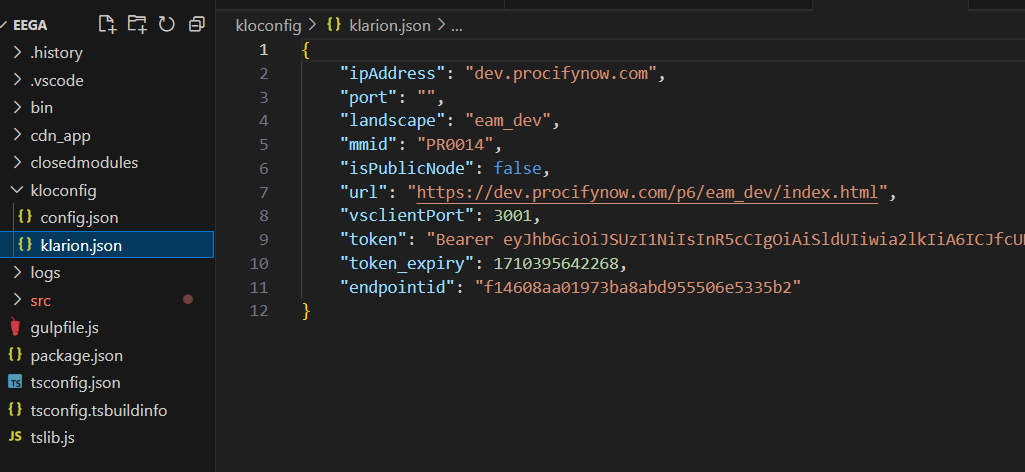 EEGA
.history
.vscode
bin
cdn_app
closedmodules
kloconfig
{} config.json
{} klarion.json
logs
src
gulpfile.js
{} package.json
TS tsconfig.json
{} tsconfig.tsbuildinfo
JS tslib.js
kloconfig > {} klarion.json > ...
1 {
2 "ipAddress": "dev.procifynow.com",
3 "port": "",
4 "landscape": "eam_dev",
5 "mmid": "PR0014",
6 "isPublicNode": false,
7 "url": "https://dev.procifynow.com/p6/eam_dev/index.html",
8 "vsclientPort": 3001,
9 "token": "Bearer eyJhbGciOiJSUzI1NiIsInR5cCIgOiAiSldUIiwia2lkIiA6ICJfcU
10 "token_expiry": 1710395642268,
11 "endpointid": "f14608aa01973ba8abd955506e5335b2"
12 }